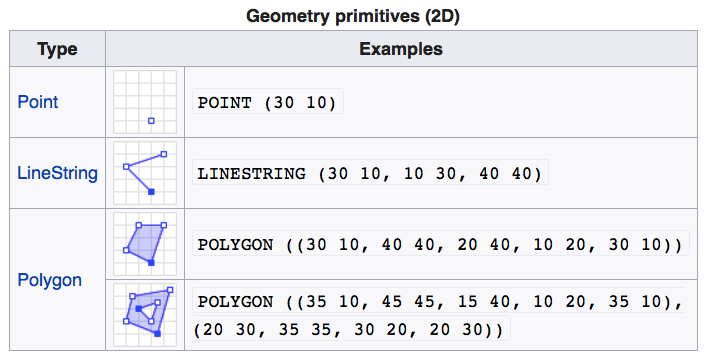 Geometry primitives (2D)
Type Examples
Point POINT (30 10)
LineString LINESTRING (30 10, 10 30, 40 40)
Polygon
POLYGON ((30 10, 40 40, 20 40, 10 20, 30 10))
POLYGON ((35 10, 45 45, 15 40, 10 20, 35 10),
(20 30, 35 35, 30 20, 20 30))